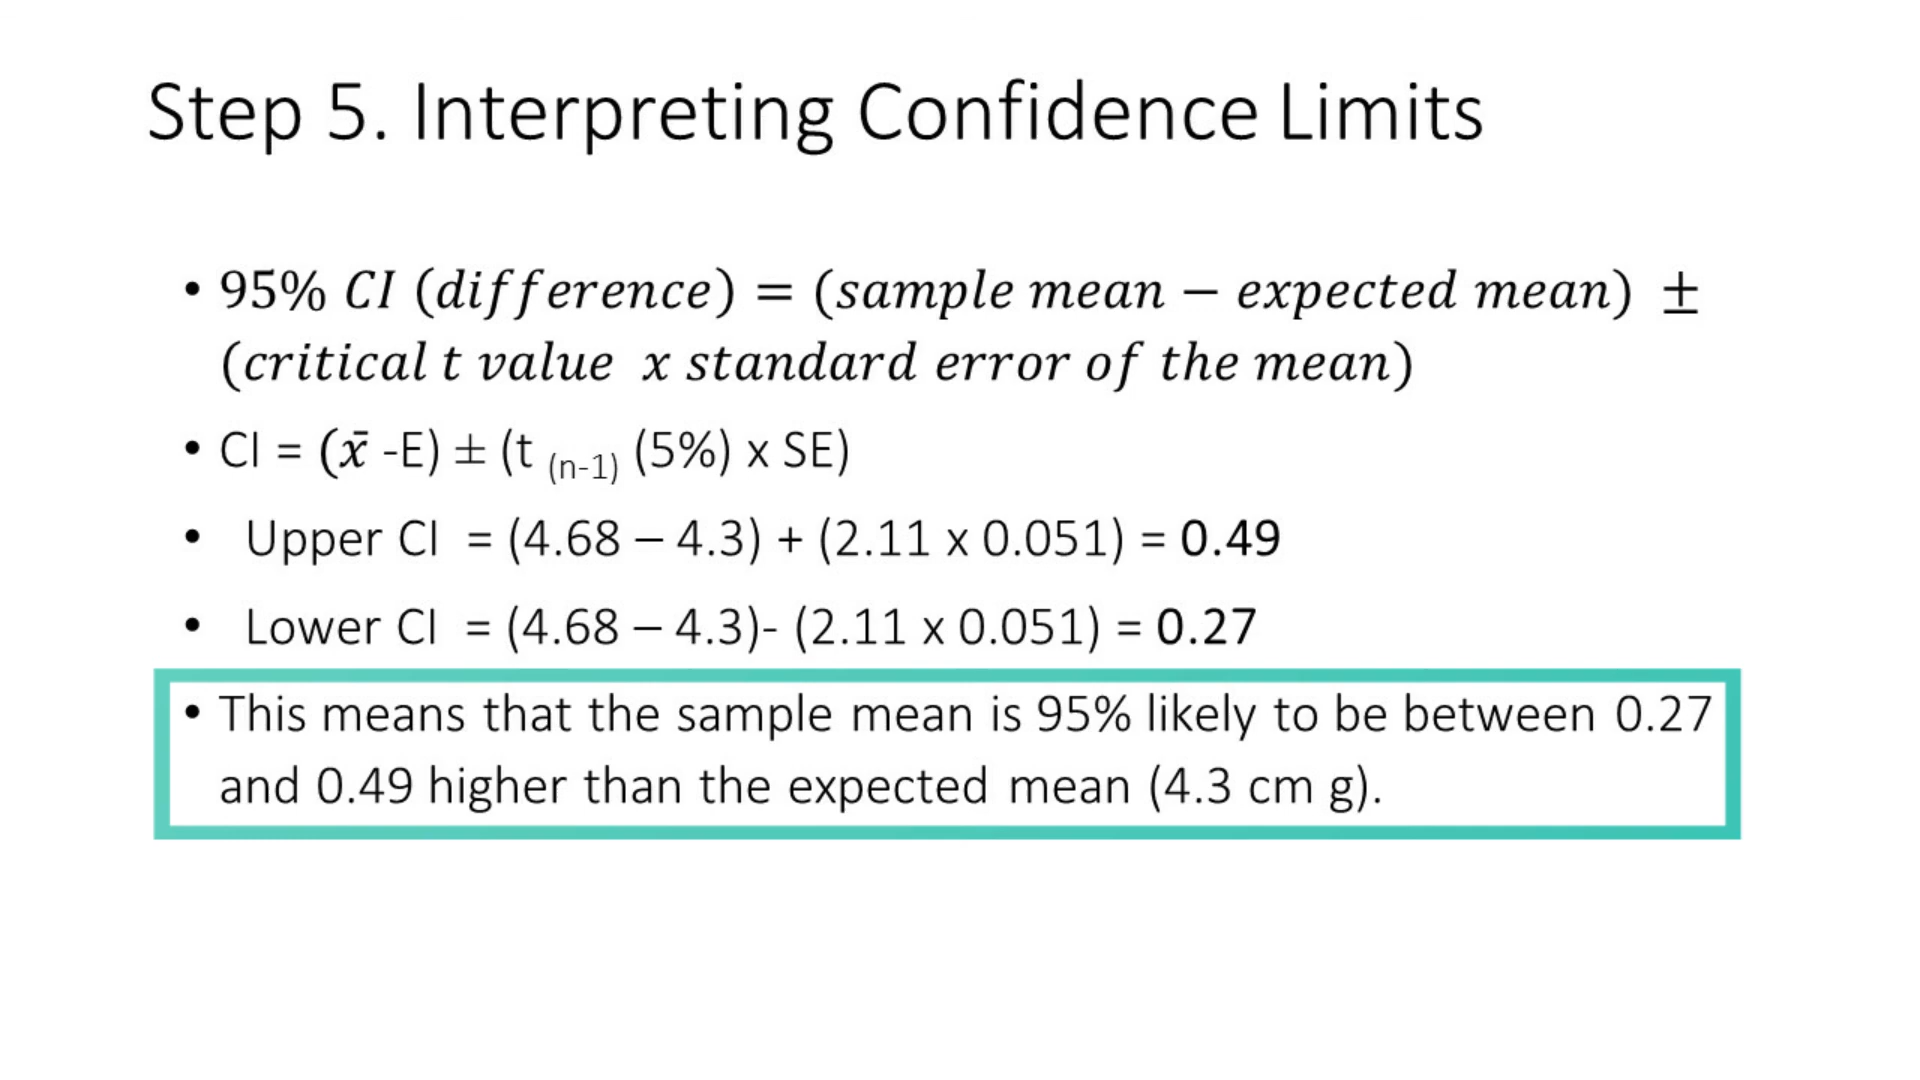 Step 5. Interpreting Confidence Limits
• 95% CI (difference) = (sample mean − expected mean) ±
(critical t value x standard error of the mean)
• CI = (x̄ -E) ± (t (n-1) (5%) x SE)
• Upper CI = (4.68 – 4.3) + (2.11 x 0.051) = 0.49
• Lower CI = (4.68 – 4.3)- (2.11 x 0.051) = 0.27
• This means that the sample mean is 95% likely to be between 0.27
and 0.49 higher than the expected mean (4.3 cm g).